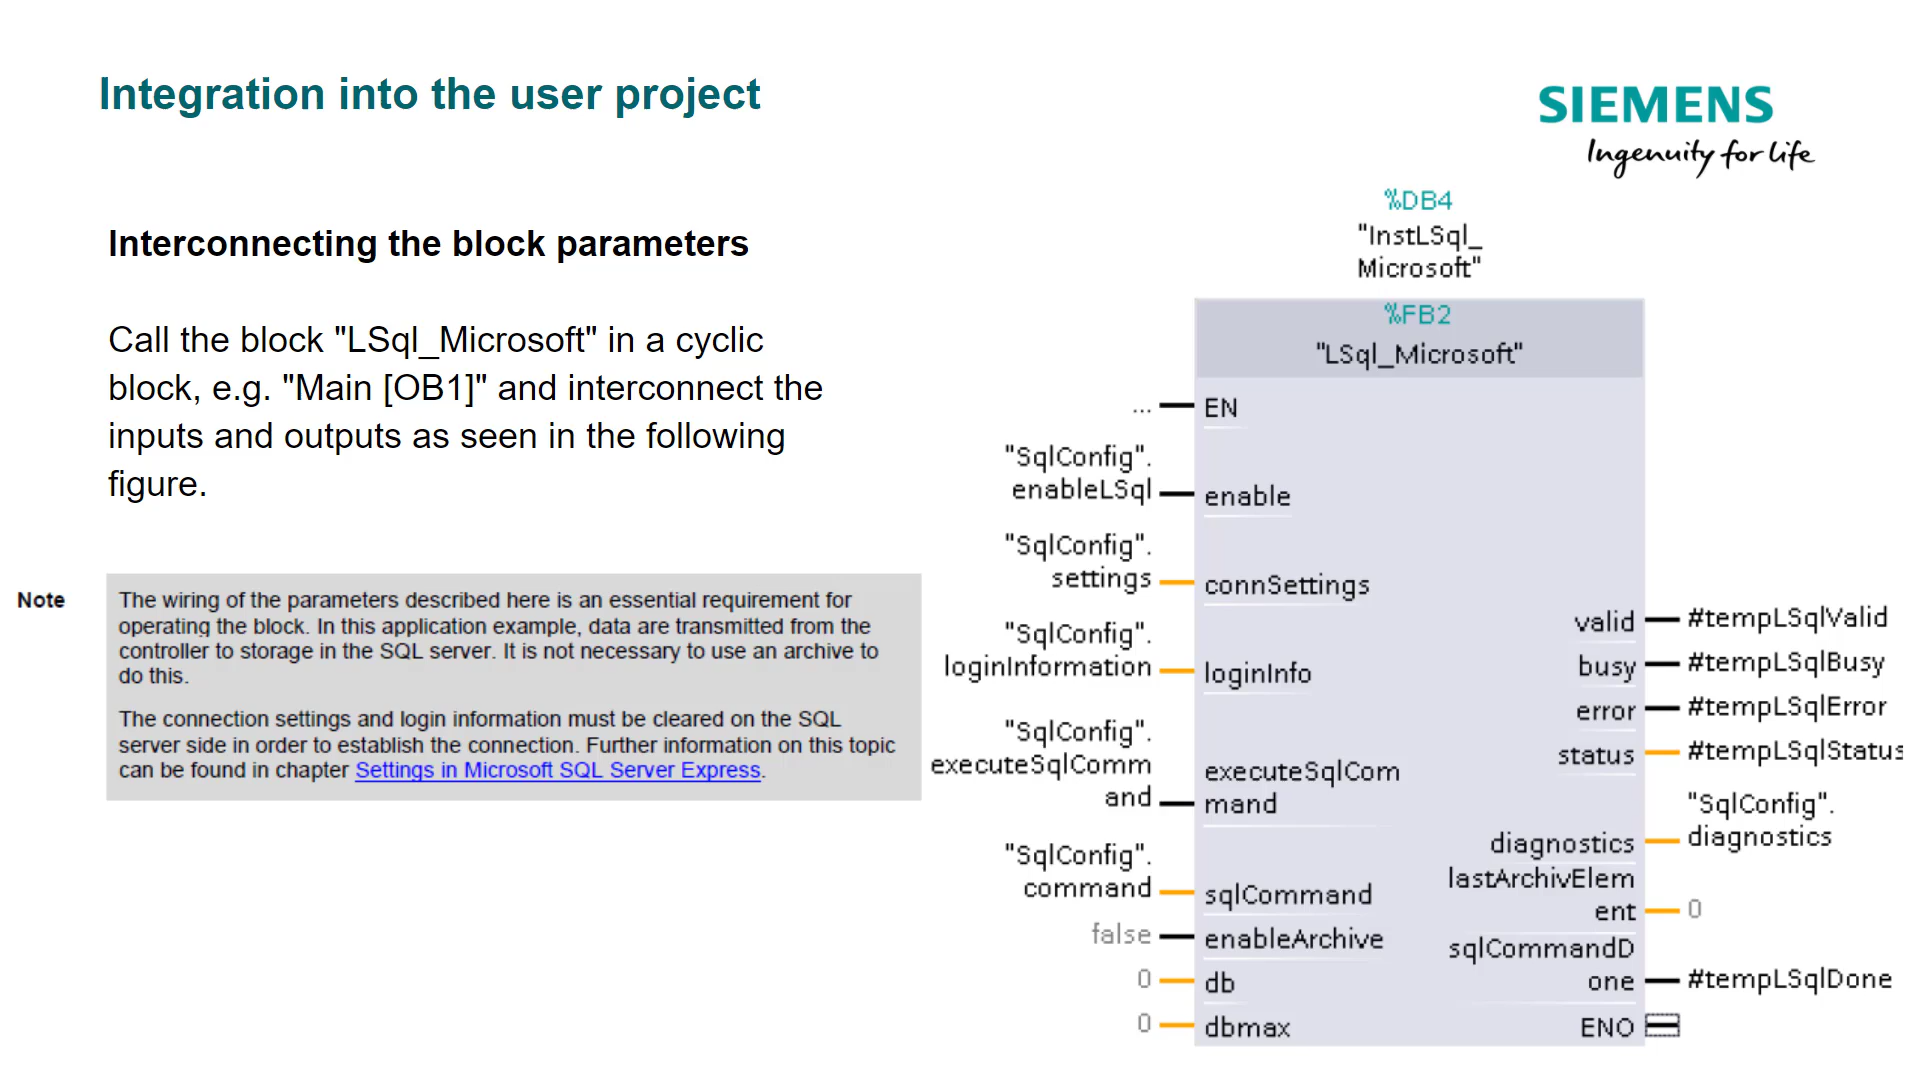 Integration into the user project
SIEMENS
Ingenuity for life
Interconnecting the block parameters
Call the block "LSql_Microsoft" in a cyclic
block, e.g. "Main [OB1]" and interconnect the
inputs and outputs as seen in the following
figure.
Note
The wiring of the parameters described here is an essential requirement for
operating the block. In this application example, data are transmitted from the
controller to storage in the SQL server. It is not necessary to use an archive to
do this.
The connection settings and login information must be cleared on the SQL
server side in order to establish the connection. Further information on this topic
can be found in chapter Settings in Microsoft SQL Server Express.
%DB4
"InstLSql_
Microsoft"
%FB2
"LSql_Microsoft"
... EN
"SqlConfig".
enableLSql enable
"SqlConfig".
settings connSettings
"SqlConfig".
loginInformation loginInfo
"SqlConfig".
executeSqlComm
and
executeSqlCom
mand
"SqlConfig".
command sqlCommand
false enableArchive
0 db
0 dbmax
valid #tempLSqlValid
busy #tempLSqlBusy
error #tempLSqlError
status #tempLSqlStatus
"SqlConfig".
diagnostics diagnostics
lastArchivElem
ent 0
sqlCommandD
one #tempLSqlDone
ENO